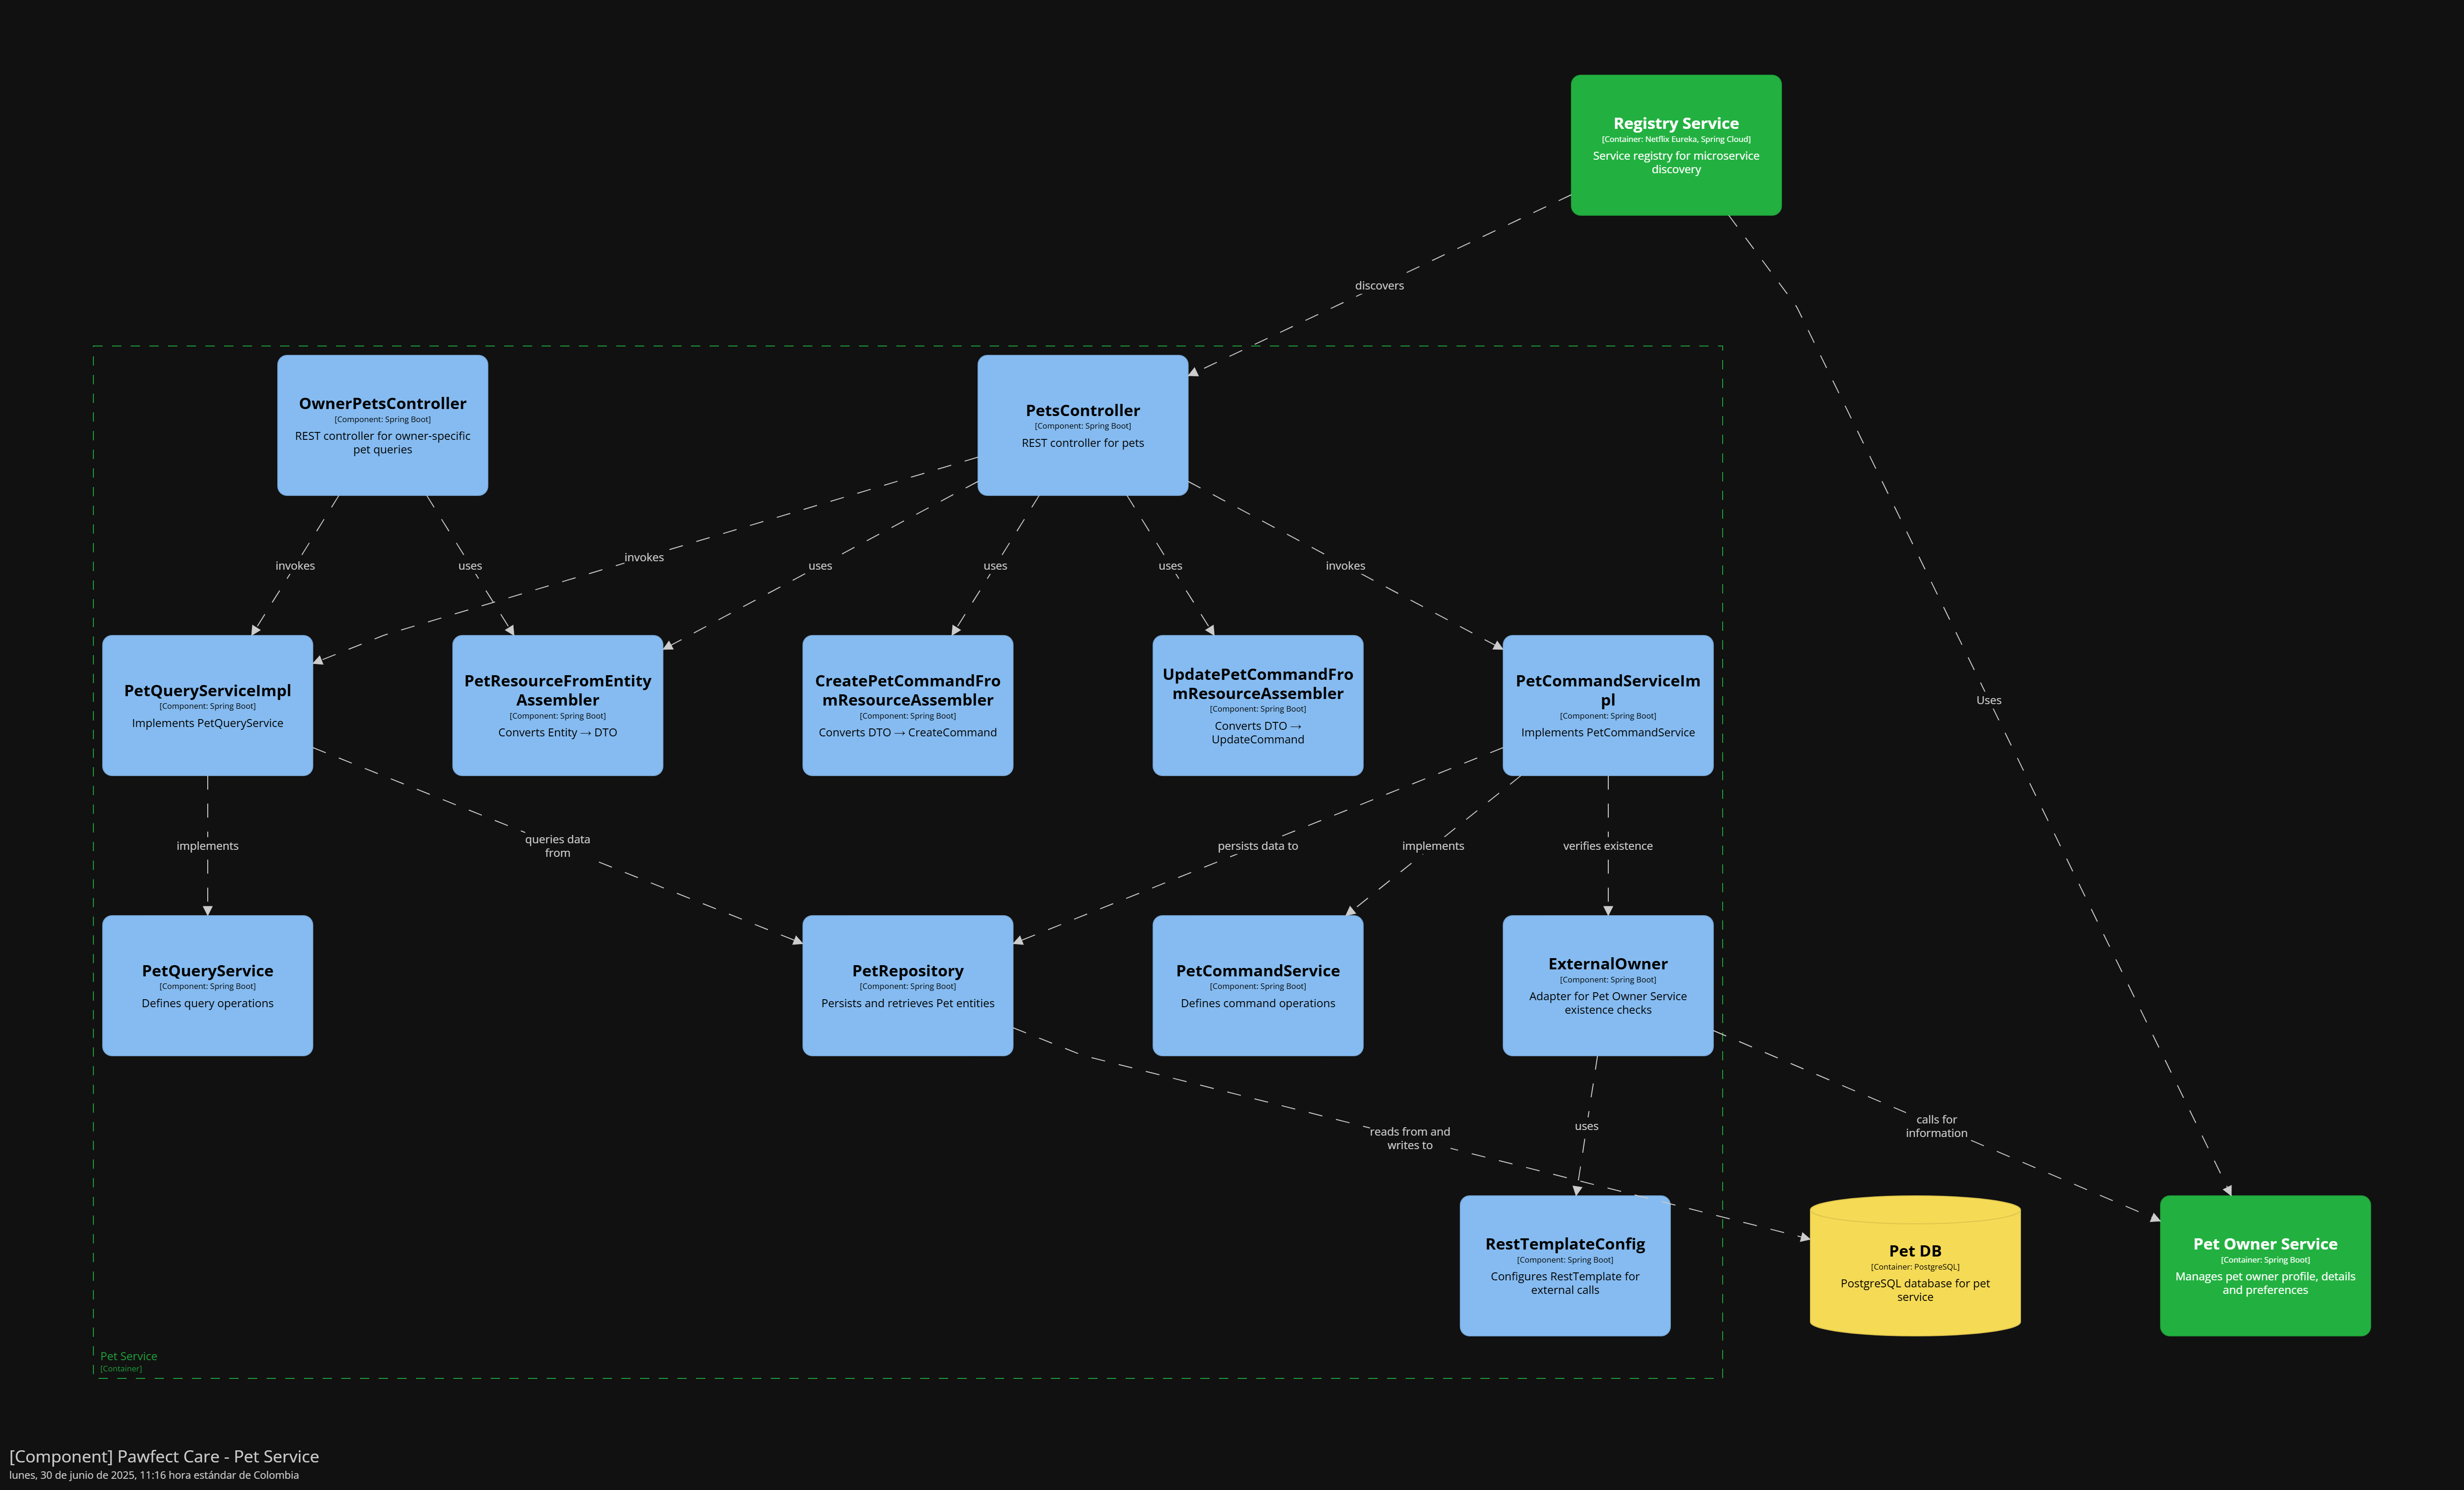 Registry Service
[Container: Netflix Eureka, Spring Cloud]
Service registry for microservice
discovery
discovers
OwnerPetsController
[Component: Spring Boot]
REST controller for owner-specific
pet queries
PetsController
[Component: Spring Boot]
REST controller for pets
invokes
uses
invokes
uses
uses
uses
invokes
Uses
PetQueryServiceImpl
[Component: Spring Boot]
Implements PetQueryService
PetResourceFromEntity
Assembler
[Component: Spring Boot]
Converts Entity → DTO
CreatePetCommandFro
mResourceAssembler
[Component: Spring Boot]
Converts DTO → CreateCommand
UpdatePetCommandFro
mResourceAssembler
[Component: Spring Boot]
Converts DTO →
UpdateCommand
PetCommandServiceIm
pl
[Component: Spring Boot]
Implements PetCommandService
implements
queries data
from
persists data to
implements
verifies existence
PetQueryService
[Component: Spring Boot]
Defines query operations
PetRepository
[Component: Spring Boot]
Persists and retrieves Pet entities
PetCommandService
[Component: Spring Boot]
Defines command operations
ExternalOwner
[Component: Spring Boot]
Adapter for Pet Owner Service
existence checks
reads from and
writes to
uses
calls for
information
RestTemplateConfig
[Component: Spring Boot]
Configures RestTemplate for
external calls
Pet DB
[Container: PostgreSQL]
PostgreSQL database for pet
service
Pet Owner Service
[Container: Spring Boot]
Manages pet owner profile, details
and preferences
Pet Service
[Container]
[Component] Pawfect Care - Pet Service
lunes, 30 de junio de 2025, 11:16 hora estándar de Colombia